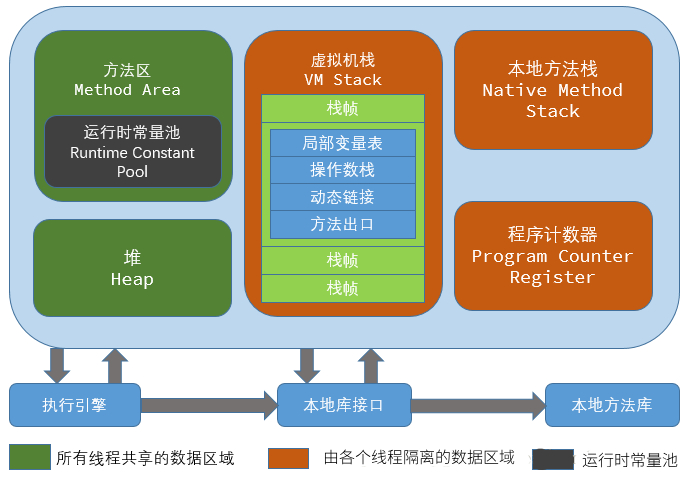 方法区
Method Area
运行时常量池
Runtime Constant
Pool
堆
Heap
虚拟机栈
VM Stack
栈帧
局部变量表
操作数栈
动态链接
方法出口
栈帧
栈帧
本地方法栈
Native Method
Stack
程序计数器
Program Counter
Register
执行引擎
本地库接口
本地方法库
所有线程共享的数据区域
由各个线程隔离的数据区域
运行时常量池